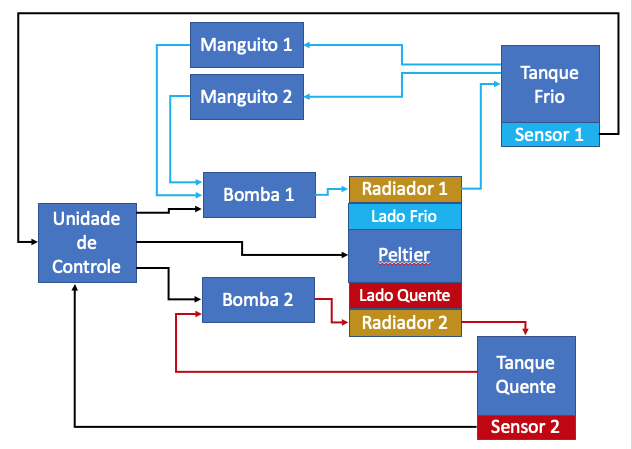 Manguito 1
Manguito 2
Tanque
Frio
Sensor 1
Bomba 1
Radiador 1
Lado Frio
Peltier
Lado Quente
Radiador 2
Unidade
de
Controle
Bomba 2
Tanque
Quente
Sensor 2